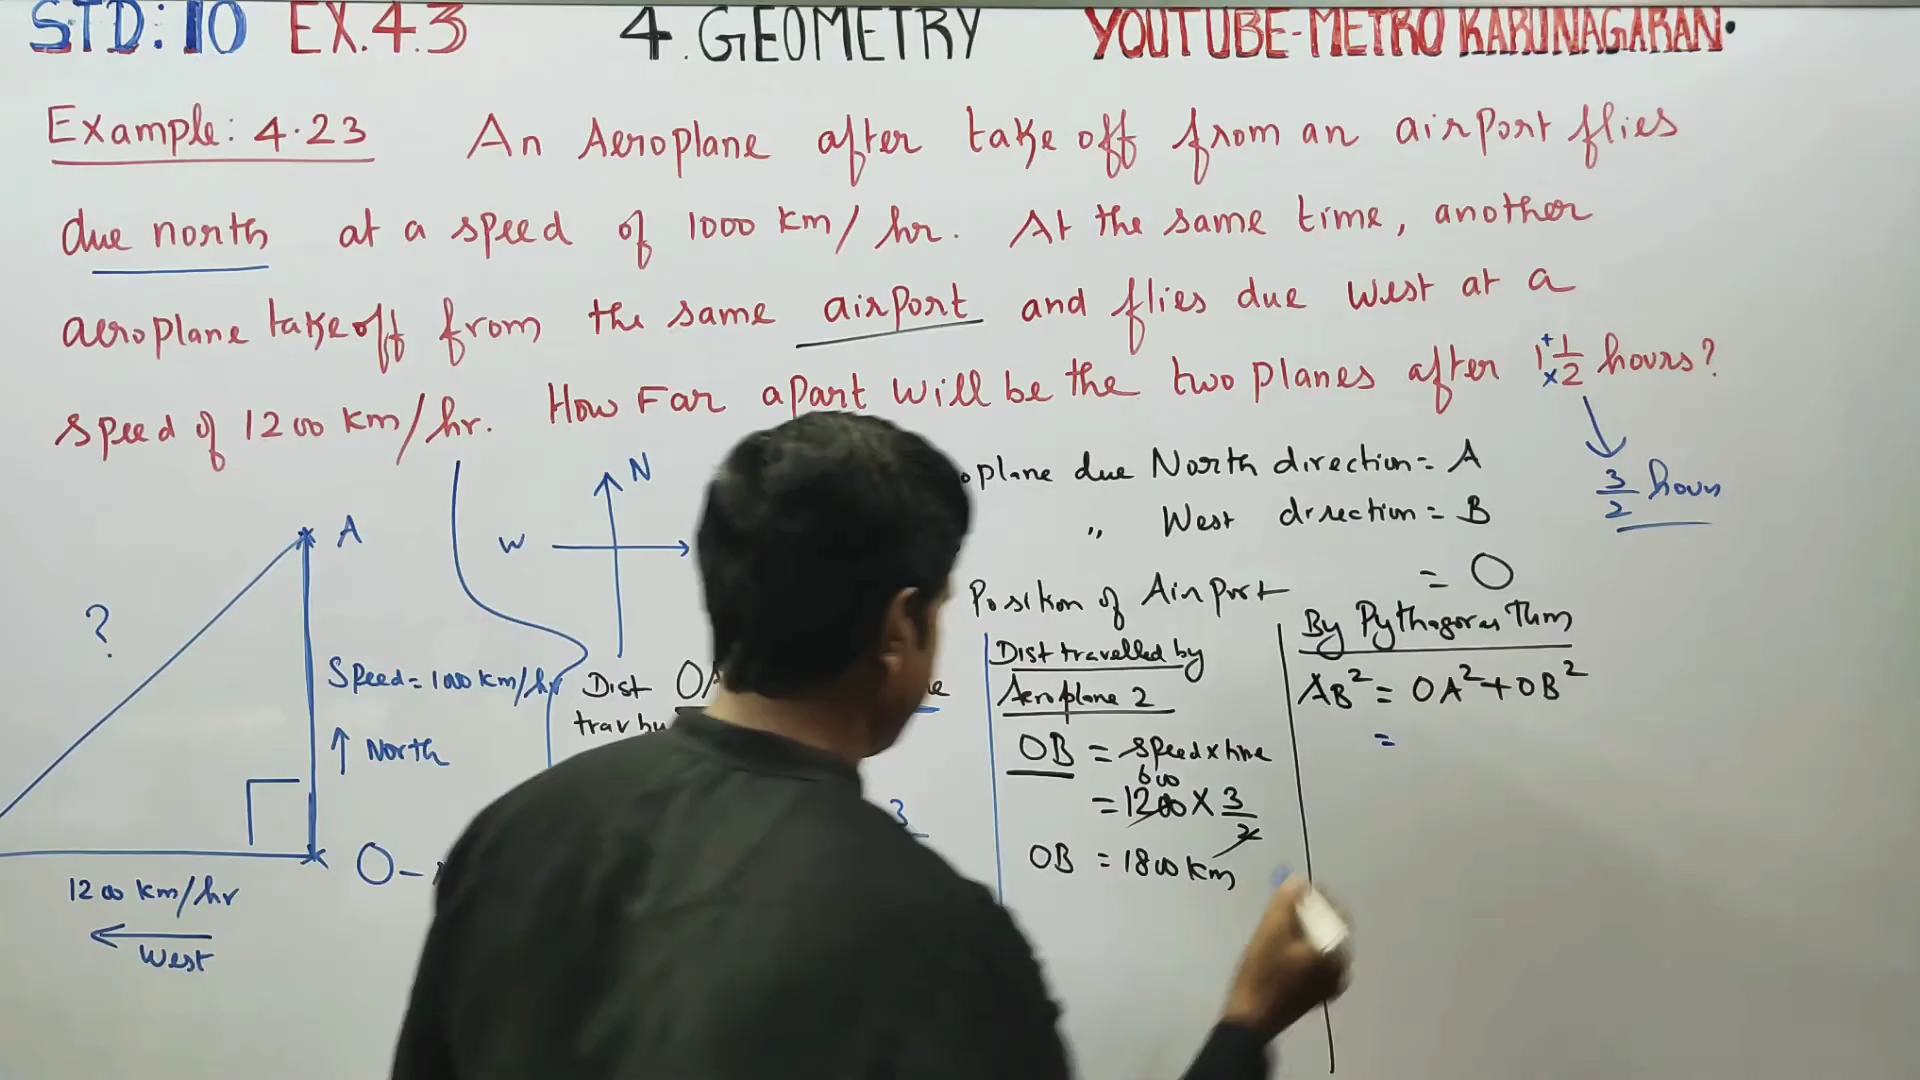 STD: 10 EX.4.3 4. GEOMETRY YOUTUBE-METRO KARUNAGARAN.
Example: 4.23 An Aeroplane after take off from an airport flies
due north at a speed of 1000 km/hr. At the same time, another
aeroplane takeoff from the same airport and flies due west at a
speed of 1200 km/hr. How Far apart will be the two planes after 1 1/2 hours?
3/2 hours
N
W
A
?
Speed = 1000 km/hr
↑ North
O -
1200 km/hr
← West
oplane due North direction = A
" West direction = B
Position of Airport = O
Dist
trav by
3
Dist travelled by
Aeroplane 2
OB = speed x time
600
= 1200 x 3/2
OB = 1800 km
By Pythagoras Thm
AB² = OA² + OB²
=